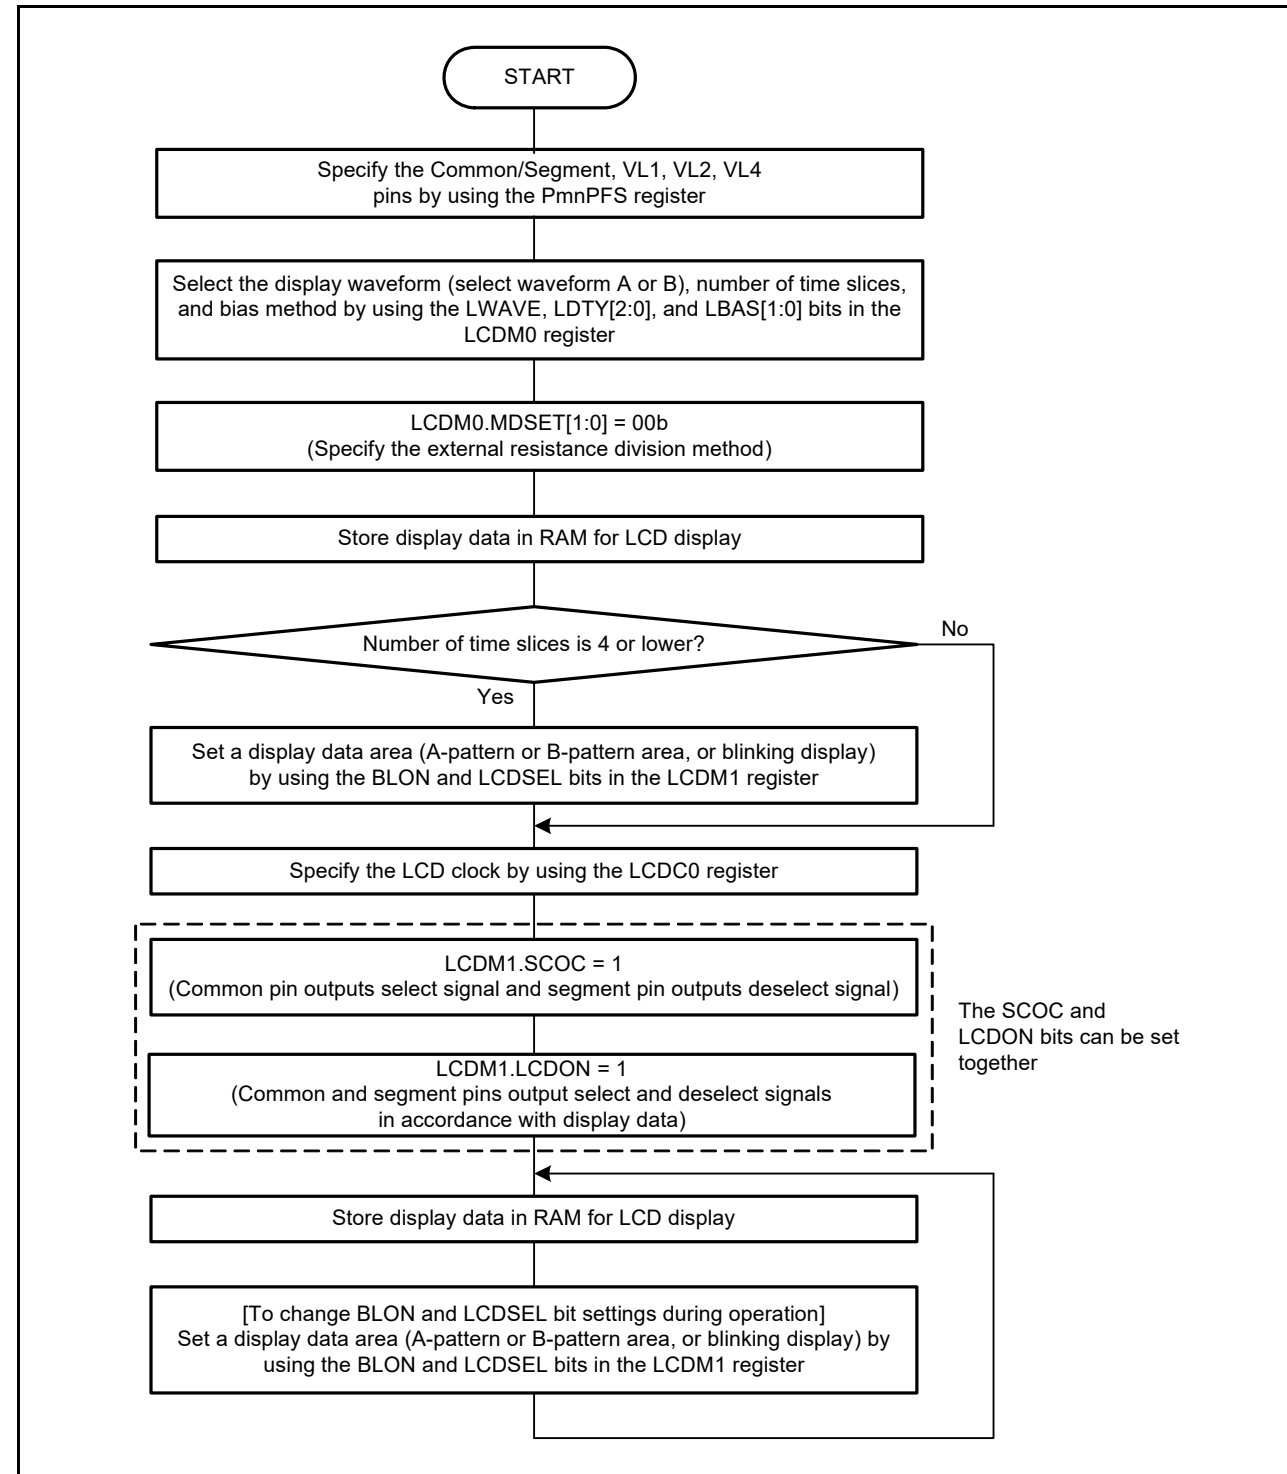 START
Specify the Common/Segment, VL1, VL2, VL4
pins by using the PmnPFS register
Select the display waveform (select waveform A or B), number of time slices,
and bias method by using the LWAVE, LDTY[2:0], and LBAS[1:0] bits in the
LCDM0 register
LCDM0.MDSET[1:0] = 00b
(Specify the external resistance division method)
Store display data in RAM for LCD display
Number of time slices is 4 or lower?
No
Yes
Set a display data area (A-pattern or B-pattern area, or blinking display)
by using the BLON and LCDSEL bits in the LCDM1 register
Specify the LCD clock by using the LCDC0 register
LCDM1.SCOC = 1
(Common pin outputs select signal and segment pin outputs deselect signal)
The SCOC and
LCDON bits can be set
together
LCDM1.LCDON = 1
(Common and segment pins output select and deselect signals
in accordance with display data)
Store display data in RAM for LCD display
[To change BLON and LCDSEL bit settings during operation]
Set a display data area (A-pattern or B-pattern area, or blinking display) by
using the BLON and LCDSEL bits in the LCDM1 register